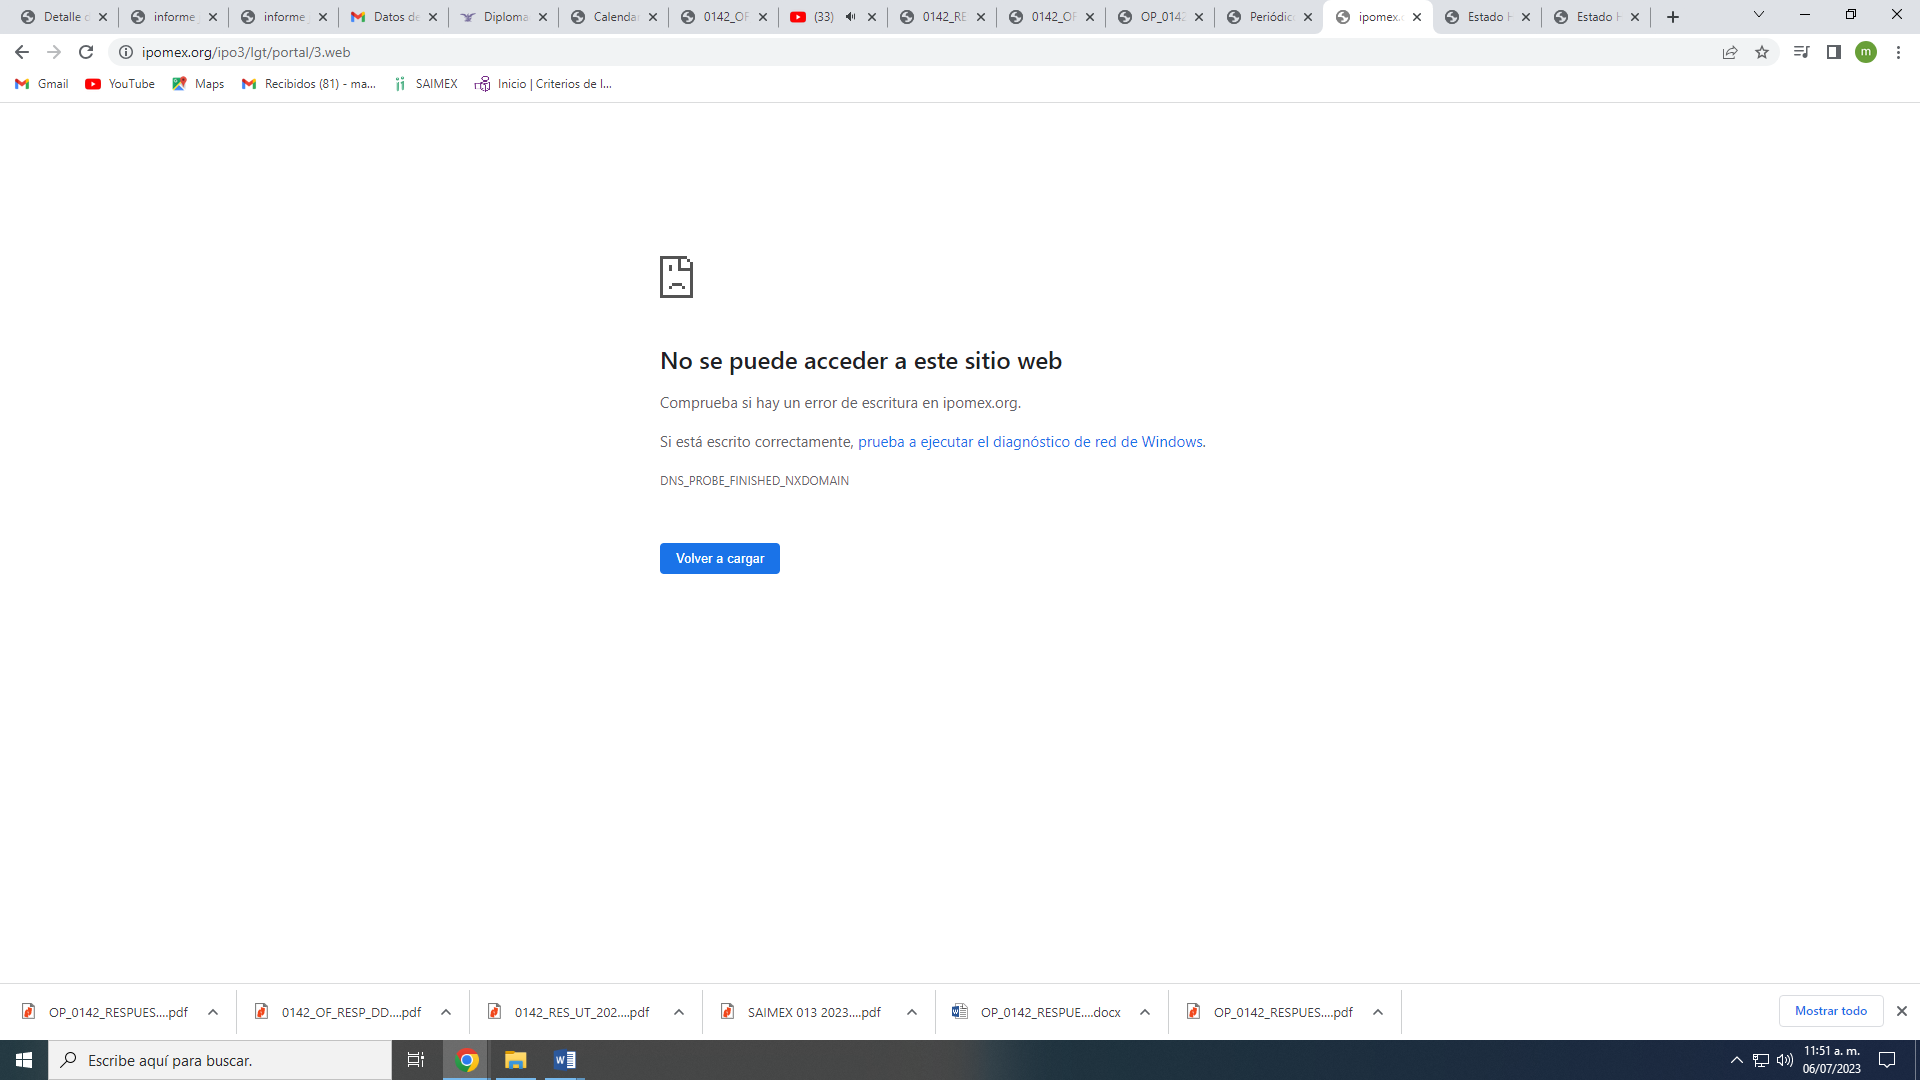 Detalle d
informe j
informe j
Datos de
Diploma
Calendar
0142_OF
(33)
0142_RE
0142_OF
OP_0142
Periódico
ipomex.o
Estado H
Estado H
ipomex.org/ipo3/lgt/portal/3.web
m
Gmail
YouTube
Maps
Recibidos (81) - ma...
SAIMEX
Inicio | Criterios de I...
No se puede acceder a este sitio web
Comprueba si hay un error de escritura en ipomex.org.
Si está escrito correctamente, prueba a ejecutar el diagnóstico de red de Windows.
DNS_PROBE_FINISHED_NXDOMAIN
Volver a cargar
OP_0142_RESPUES....pdf
0142_OF_RESP_DD....pdf
0142_RES_UT_202....pdf
SAIMEX 013 2023....pdf
OP_0142_RESPUE....docx
OP_0142_RESPUES....pdf
Mostrar todo
Escribe aquí para buscar.
11:51 a. m.
06/07/2023